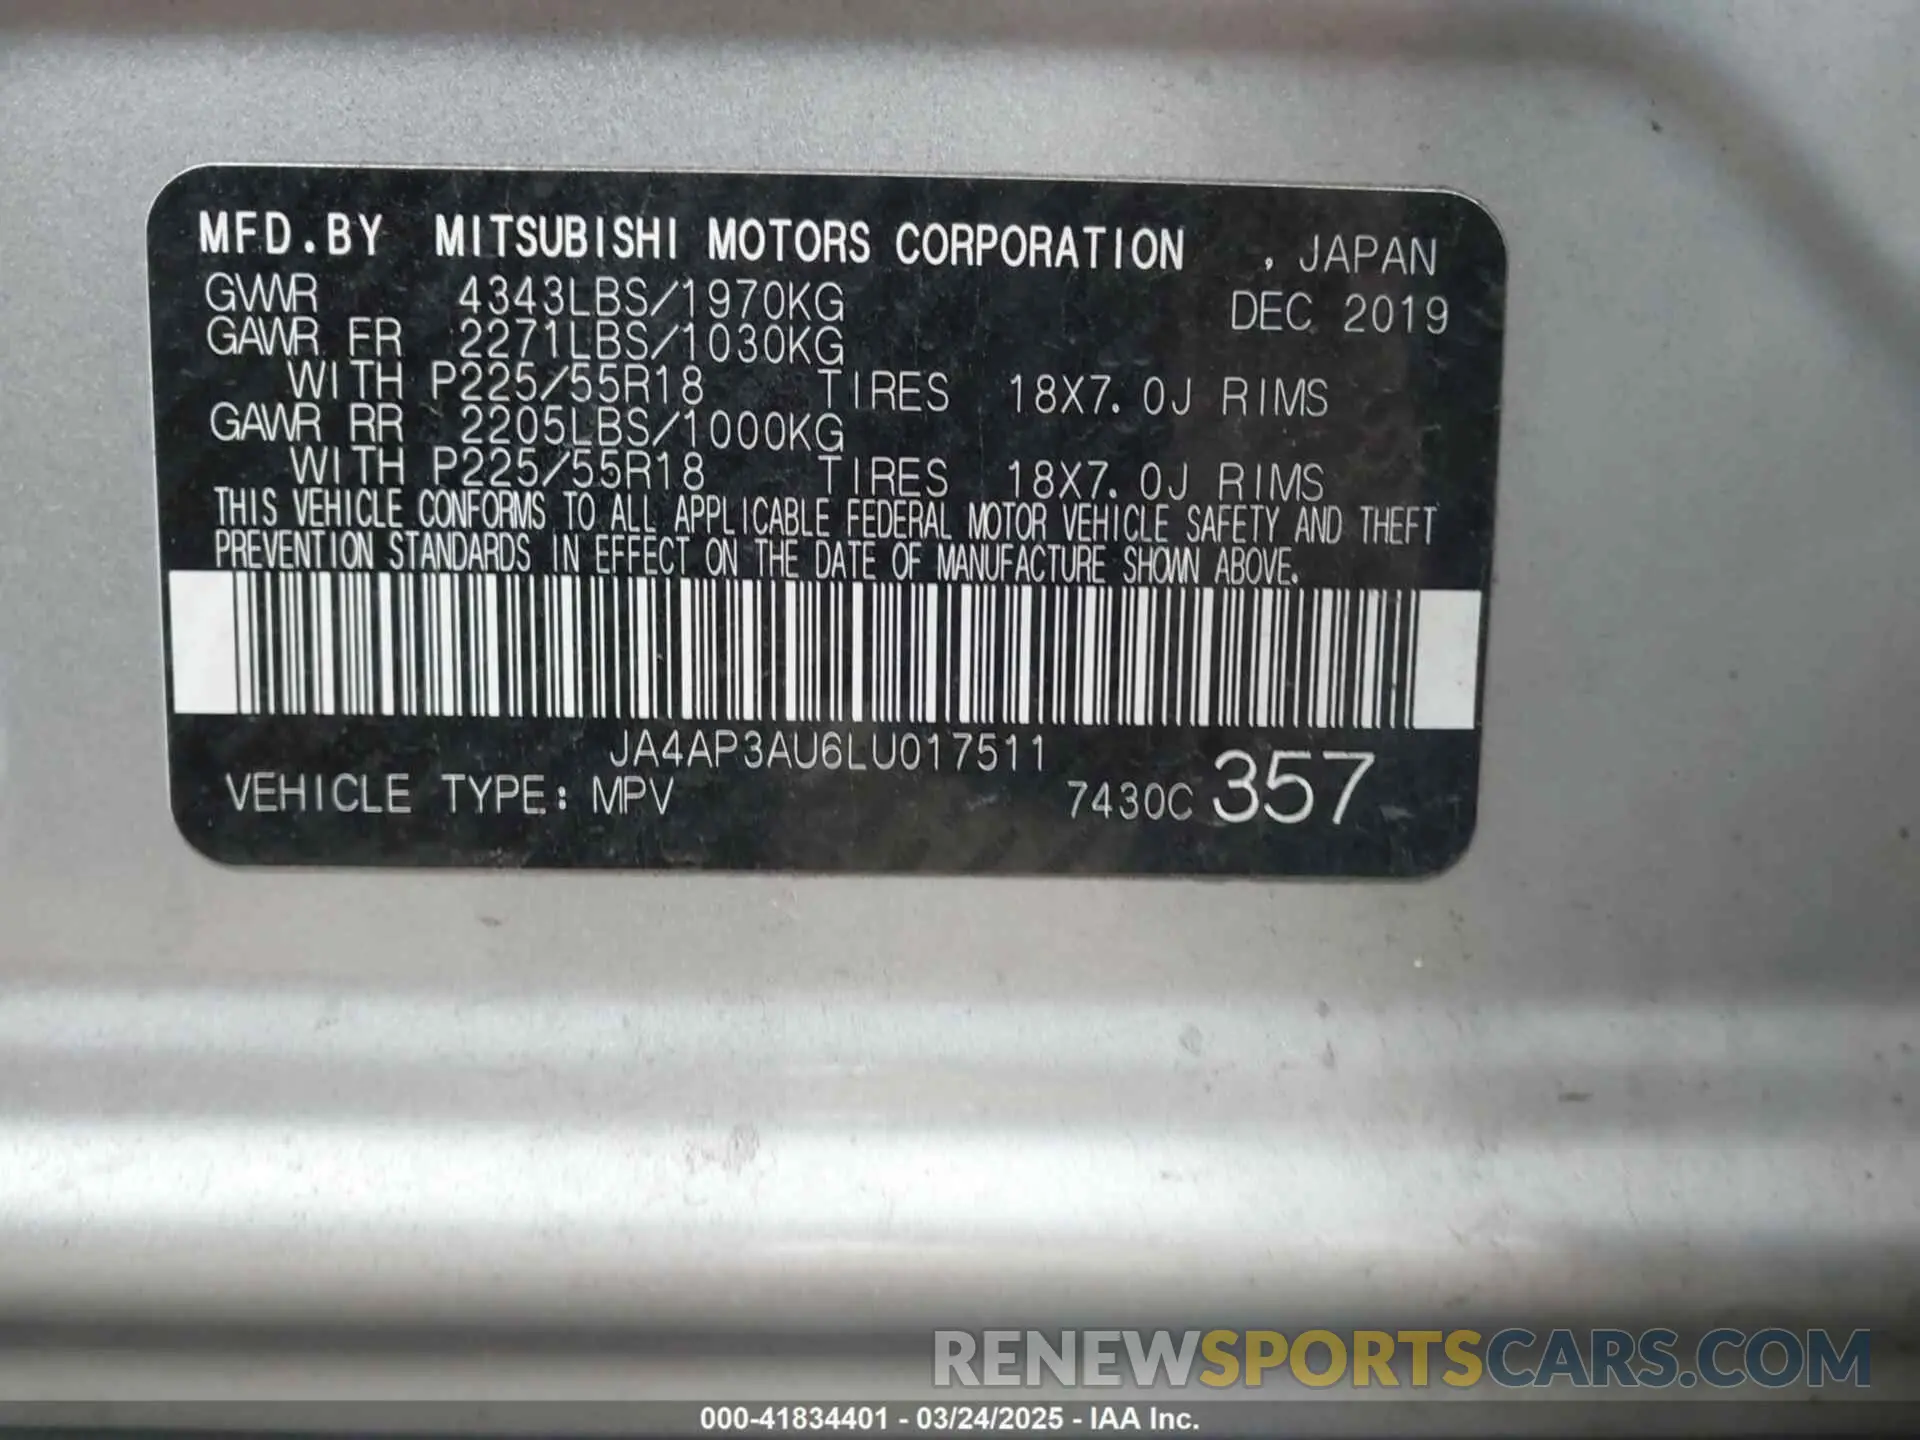 MFD.BY MITSUBISHI MOTORS CORPORATION , JAPAN
GVWR 4343LBS/1970KG DEC 2019
GAWR FR 2271LBS/1030KG
WITH P225/55R18 TIRES 18X7.0J RIMS
GAWR RR 2205LBS/1000KG
WITH P225/55R18 TIRES 18X7.0J RIMS
THIS VEHICLE CONFORMS TO ALL APPLICABLE FEDERAL MOTOR VEHICLE SAFETY AND THEFT
PREVENTION STANDARDS IN EFFECT ON THE DATE OF MANUFACTURE SHOWN ABOVE.
JA4AP3AU6LU017511
VEHICLE TYPE: MPV 7430C 357
RENEWSPORTSCARS.COM
000-41834401 - 03/24/2025 - IAA Inc.